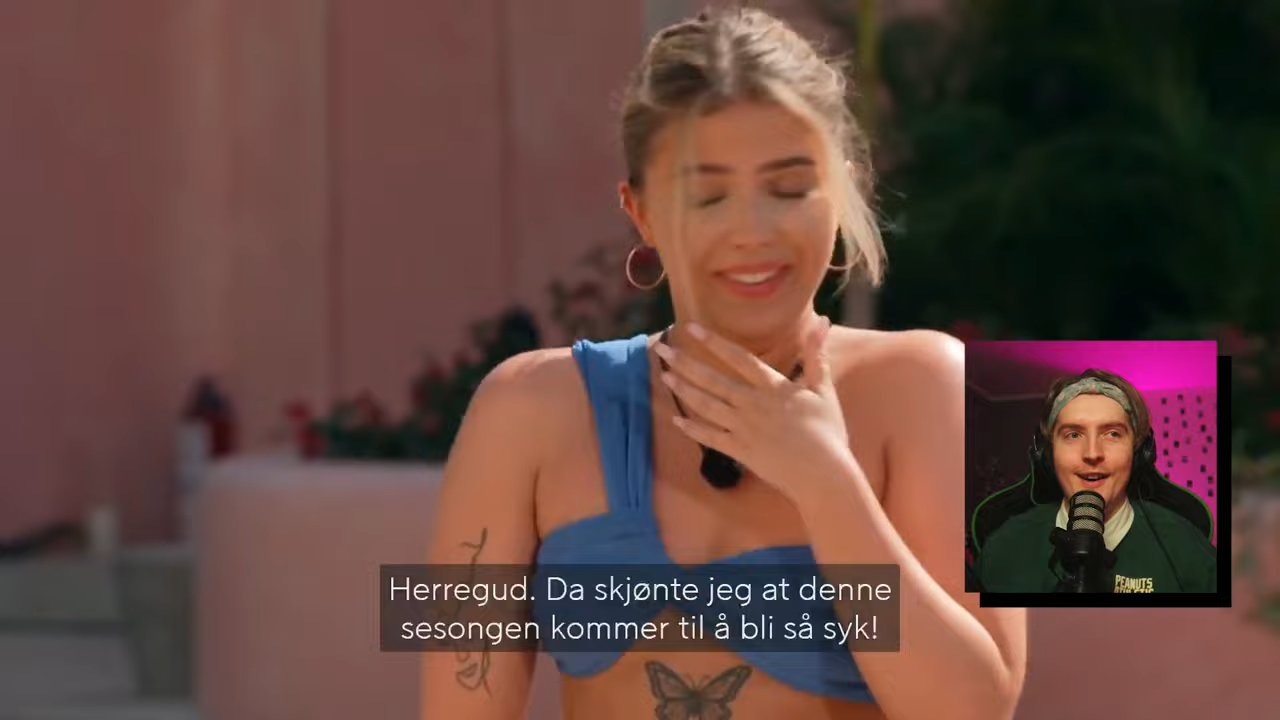 Herregud. Da skjønte jeg at denne
sesongen kommer til å bli så syk!
PEANUTS